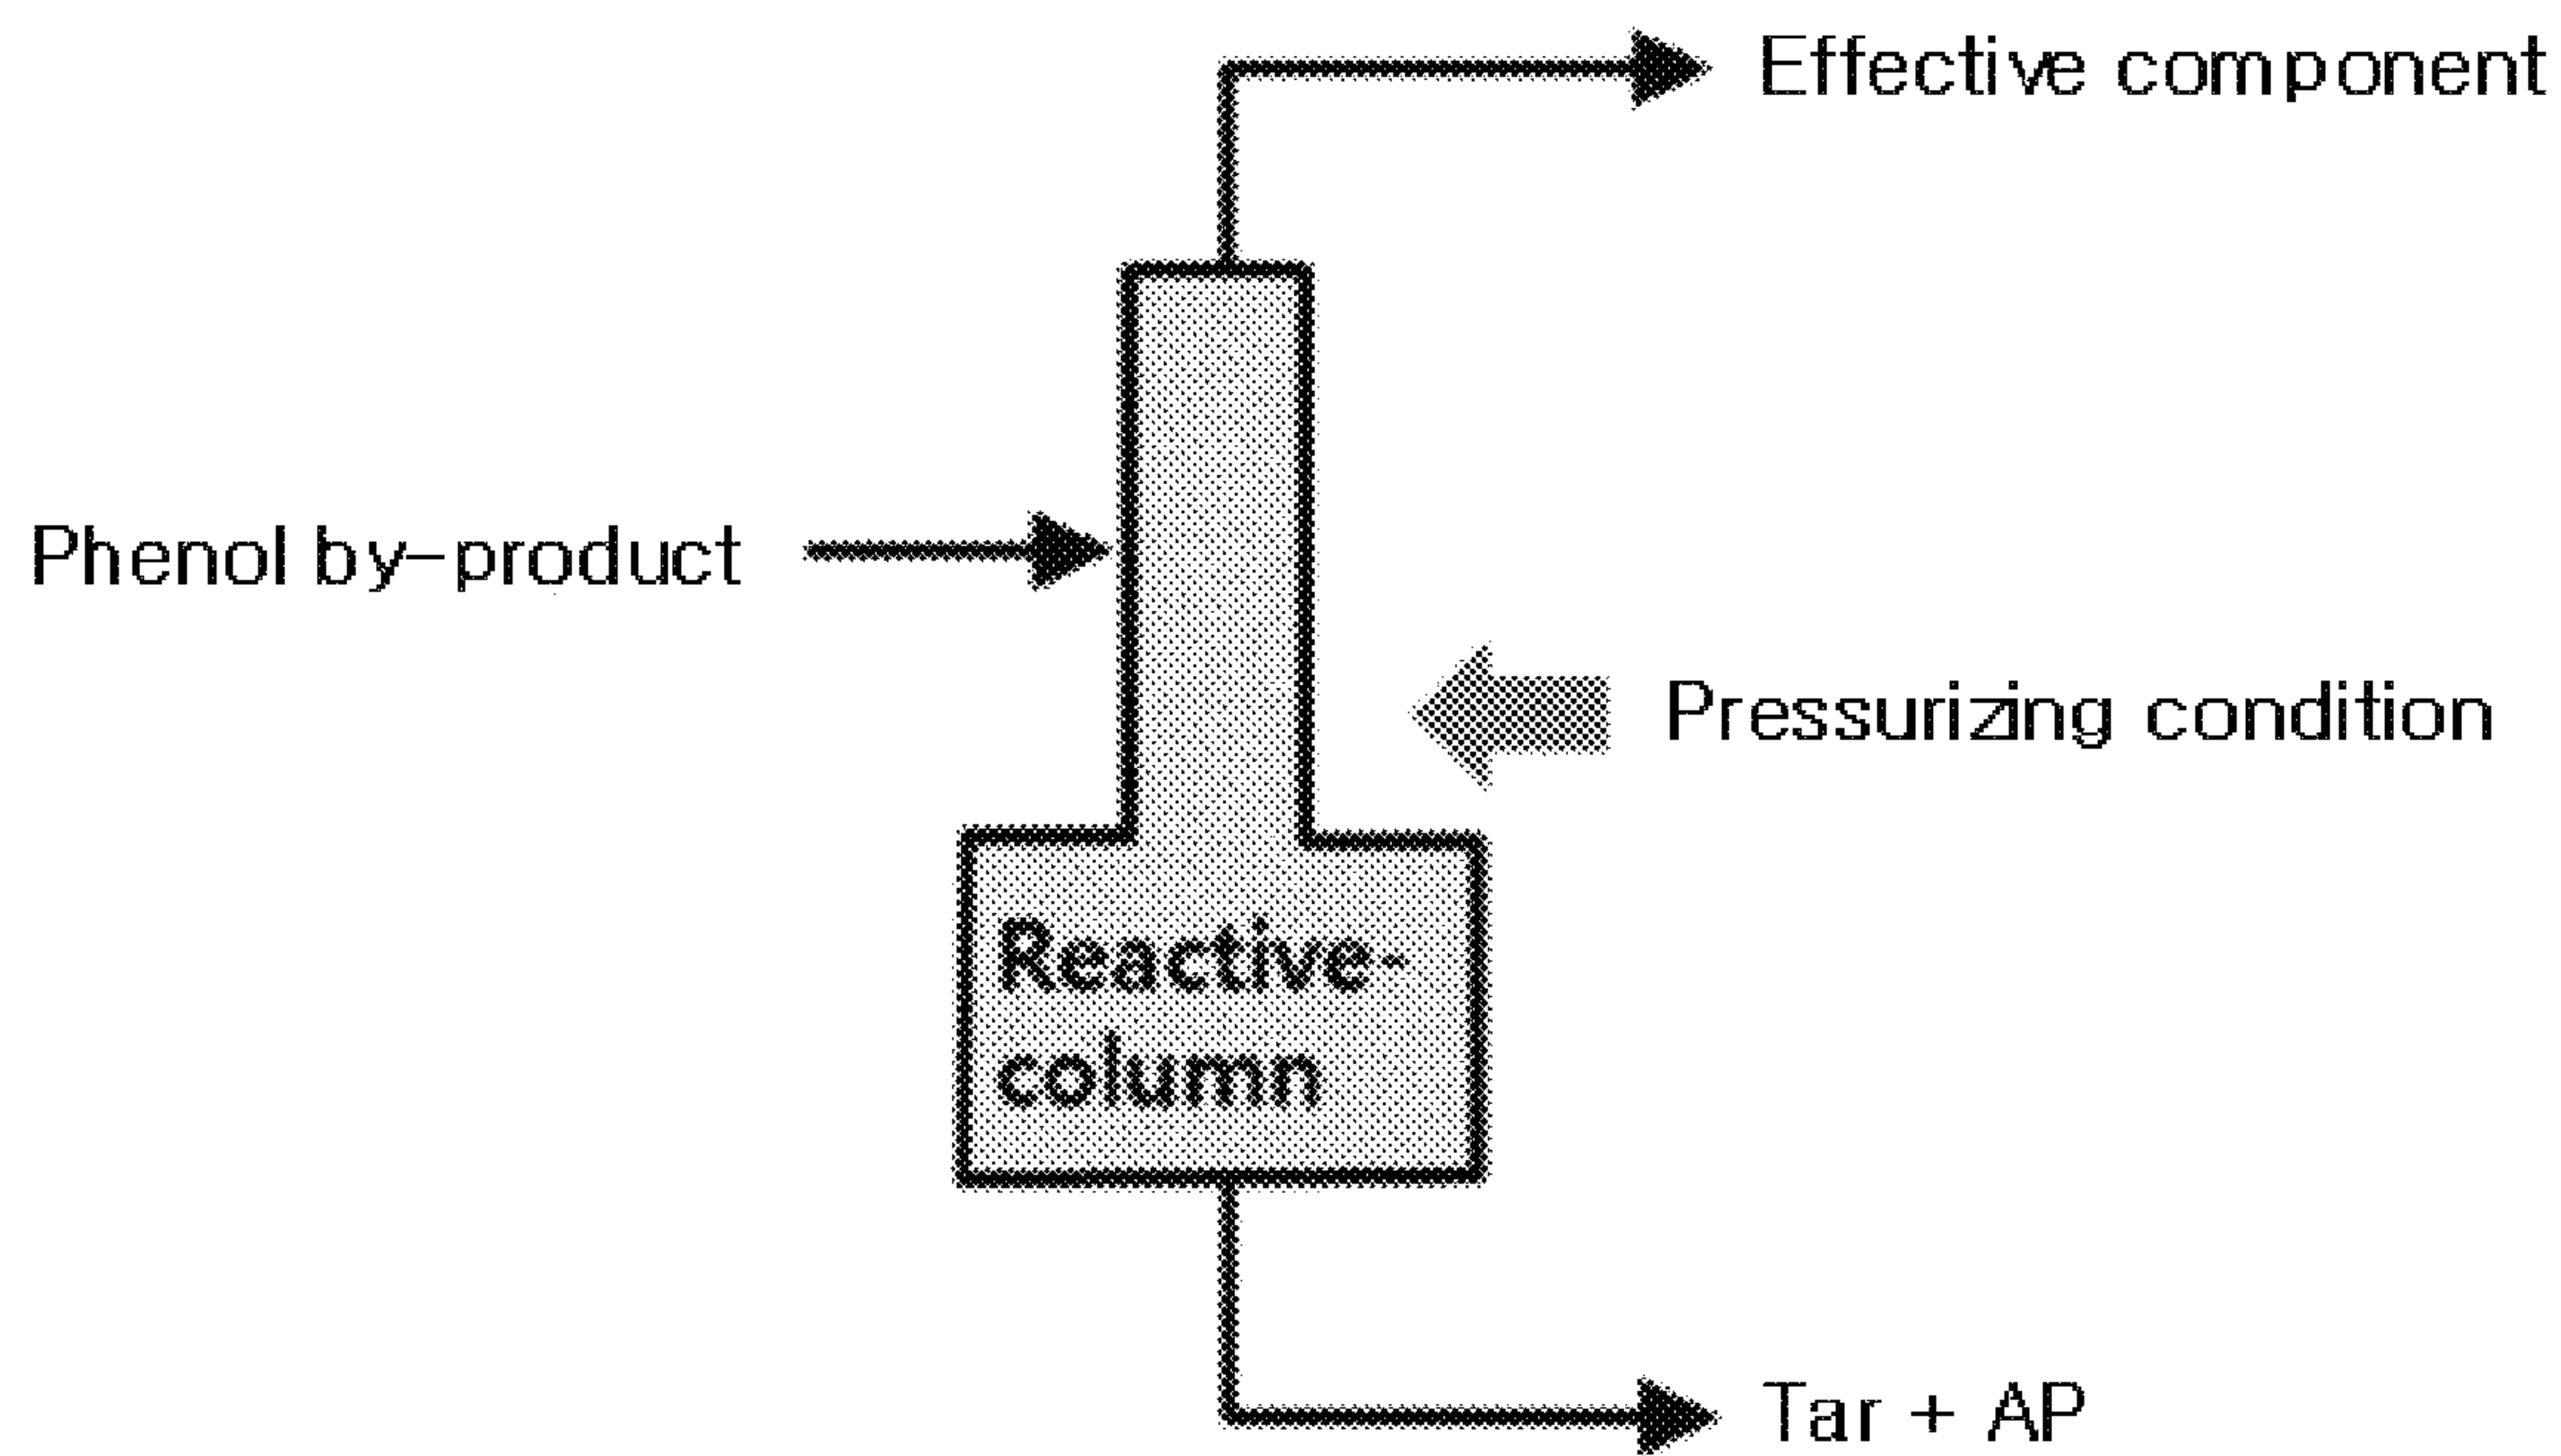 Effective component
Phenol by-product
Pressurizing condition
Reactive-
column
Tar + AP